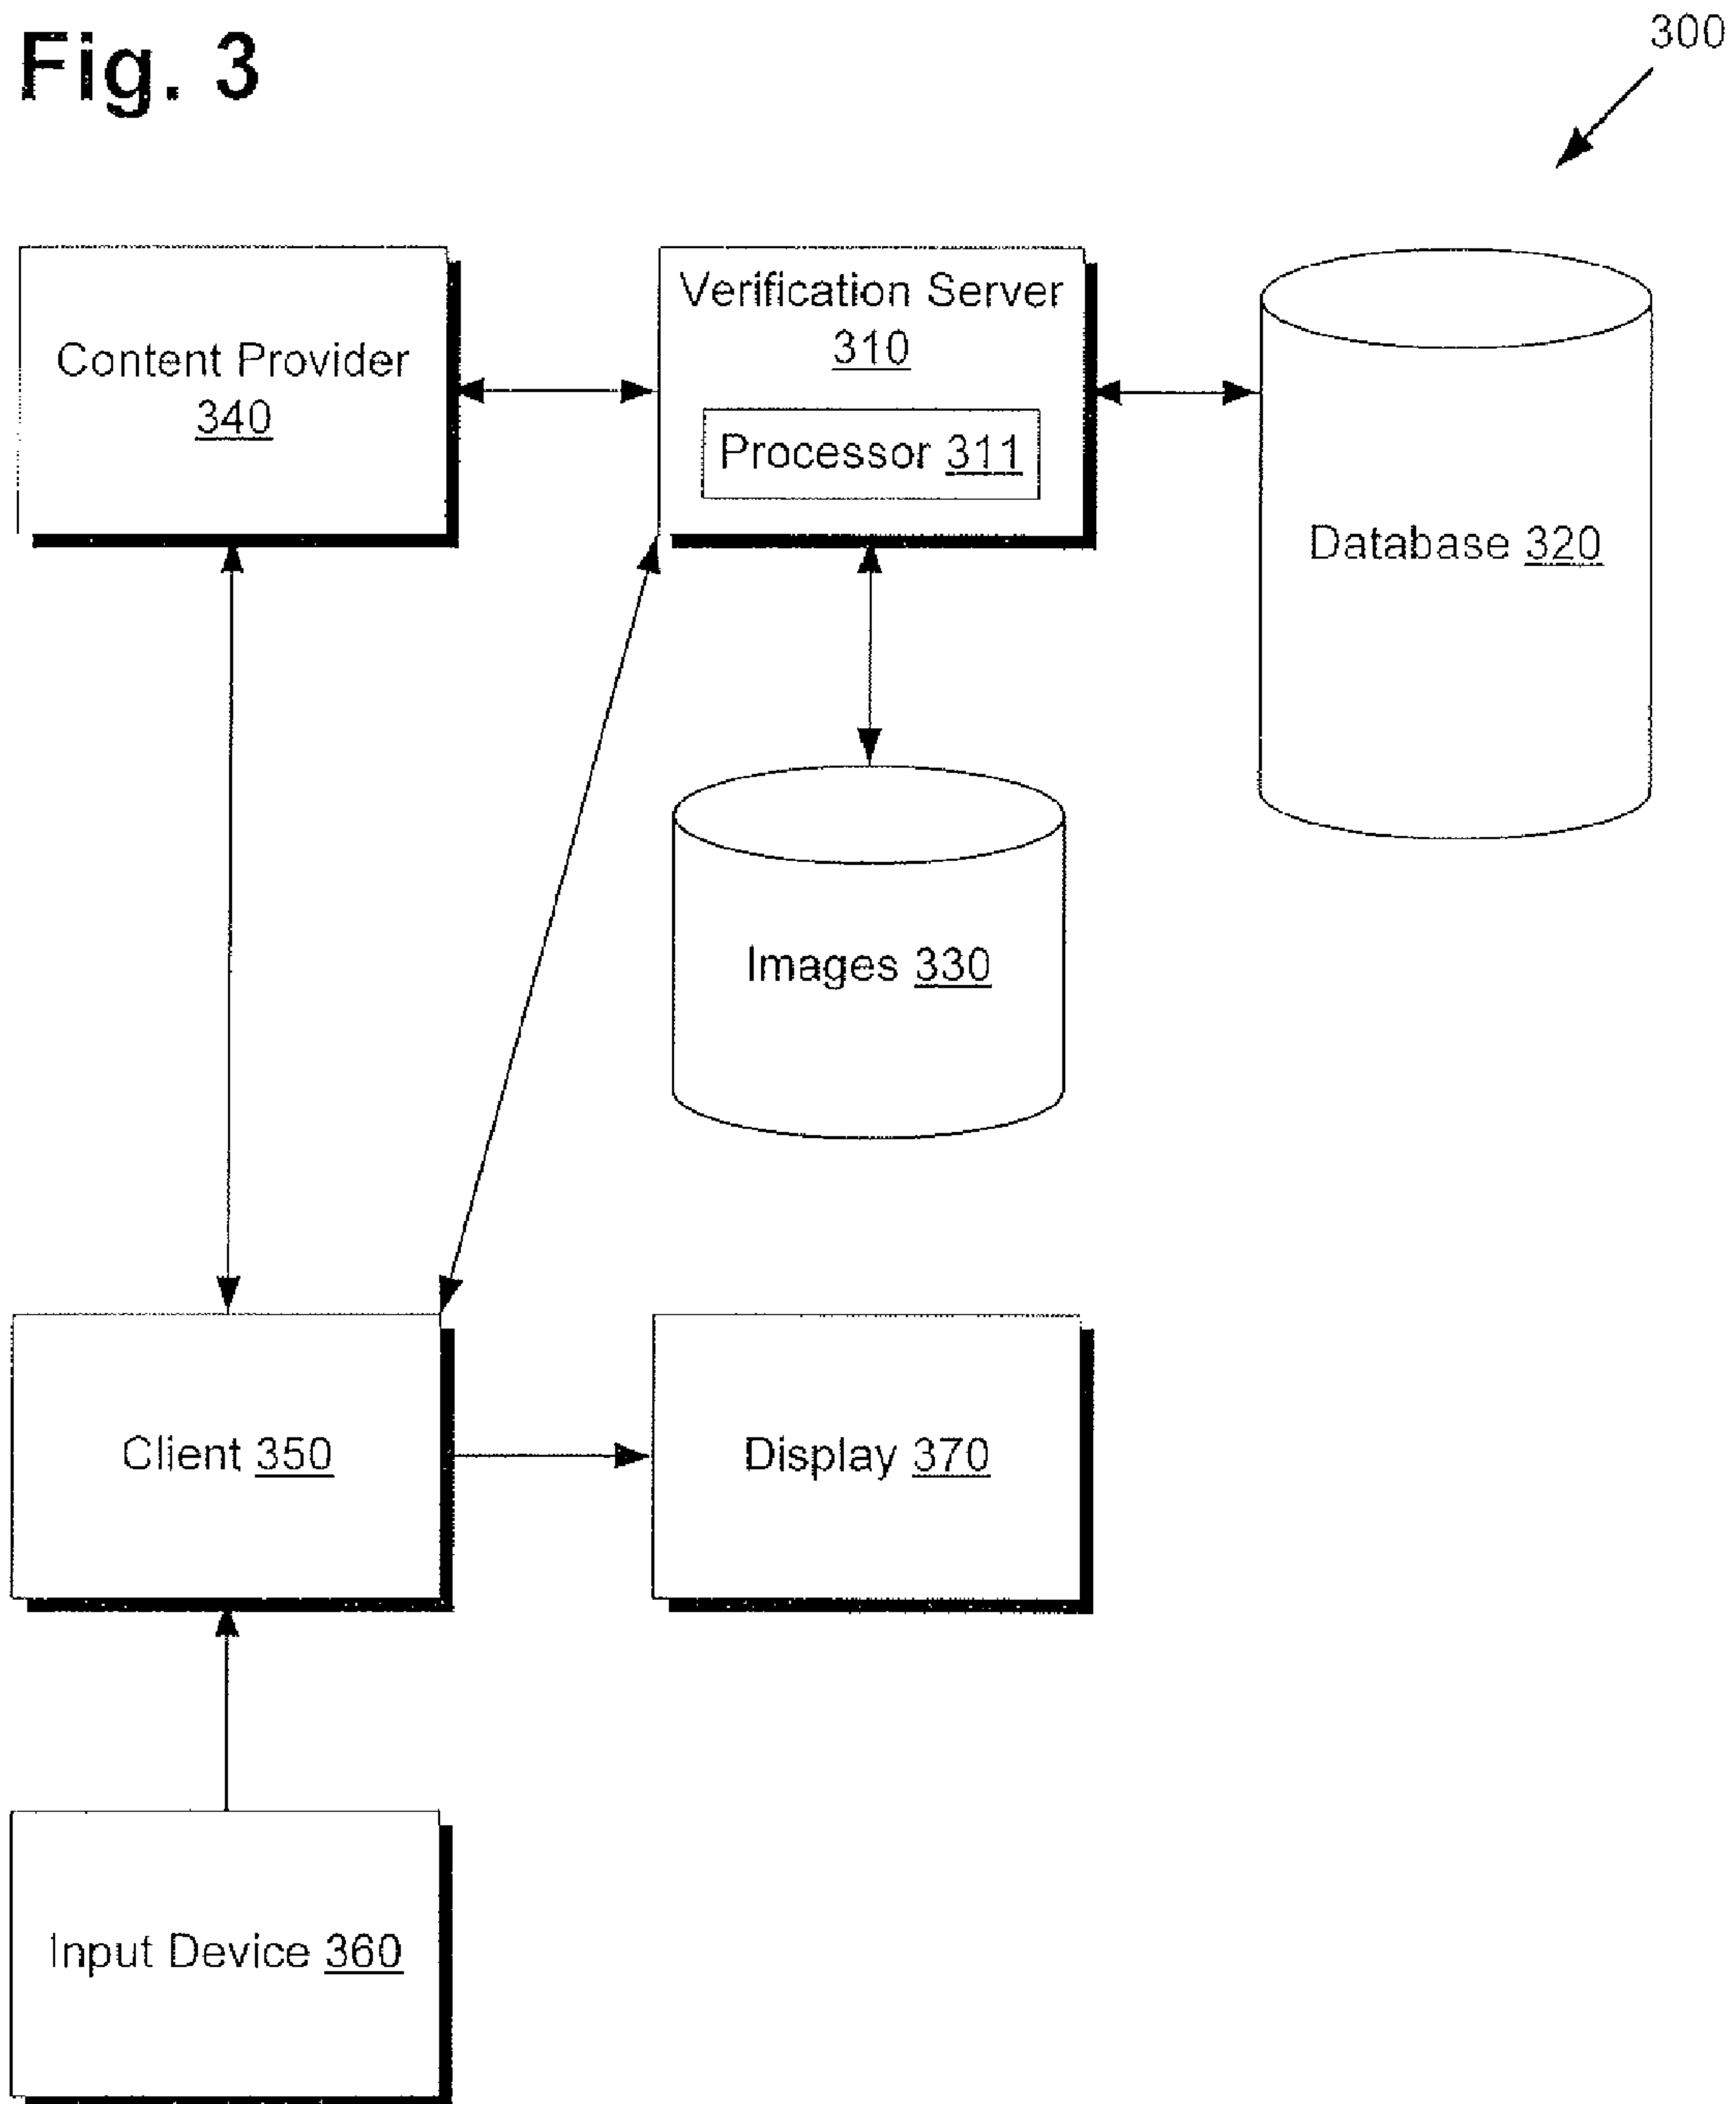 Fig. 3
300
Content Provider
340
Verification Server
310
Processor 311
Database 320
Images 330
Client 350
Display 370
Input Device 360